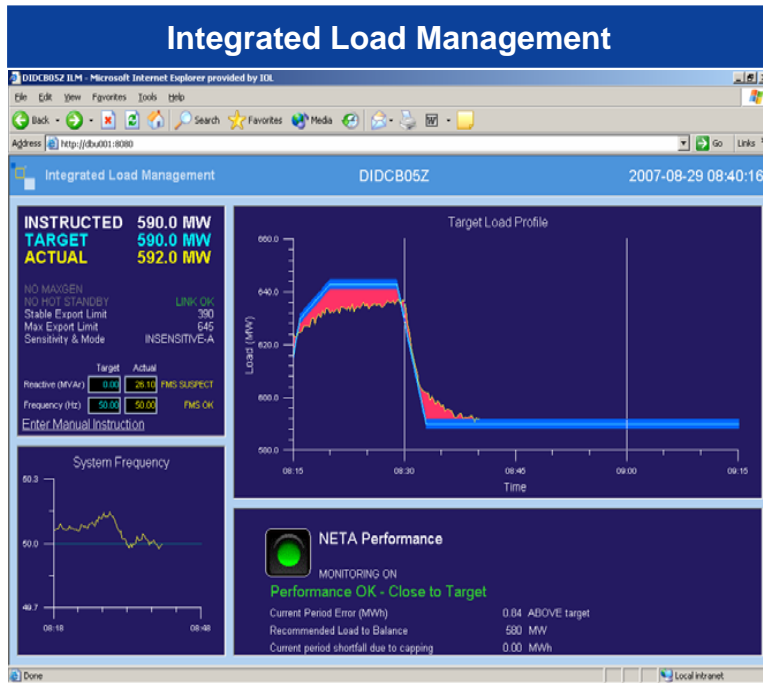 Integrated Load Management
DIDCB05Z ILM - Microsoft Internet Explorer provided by IOL
File Edit View Favorites Tools Help
Back Search Favorites Media
Address http://dbu001:8080 Go Links
Integrated Load Management DIDCB05Z 2007-08-29 08:40:16
INSTRUCTED 590.0 MW
TARGET 590.0 MW
ACTUAL 592.0 MW
NO MAXGEN
NO HOT STANDBY LINK OK
Stable Export Limit 390
Max Export Limit 645
Sensitivity & Mode INSENSITIVE-A
Target Actual
Reactive (MVAr) 0.00 26.10 FMS SUSPECT
Frequency (Hz) 50.00 50.00 FMS OK
Enter Manual Instruction
System Frequency
50.3
50.0
49.7
08:18 08:48
Target Load Profile
660.0
640.0
620.0
600.0
580.0
Load (MW)
08:15 08:30 08:45 09:00 09:15
Time
NETA Performance
MONITORING ON
Performance OK - Close to Target
Current Period Error (MWh) 0.84 ABOVE target
Recommended Load to Balance 580 MW
Current period shortfall due to capping 0.00 MWh
Done Local intranet